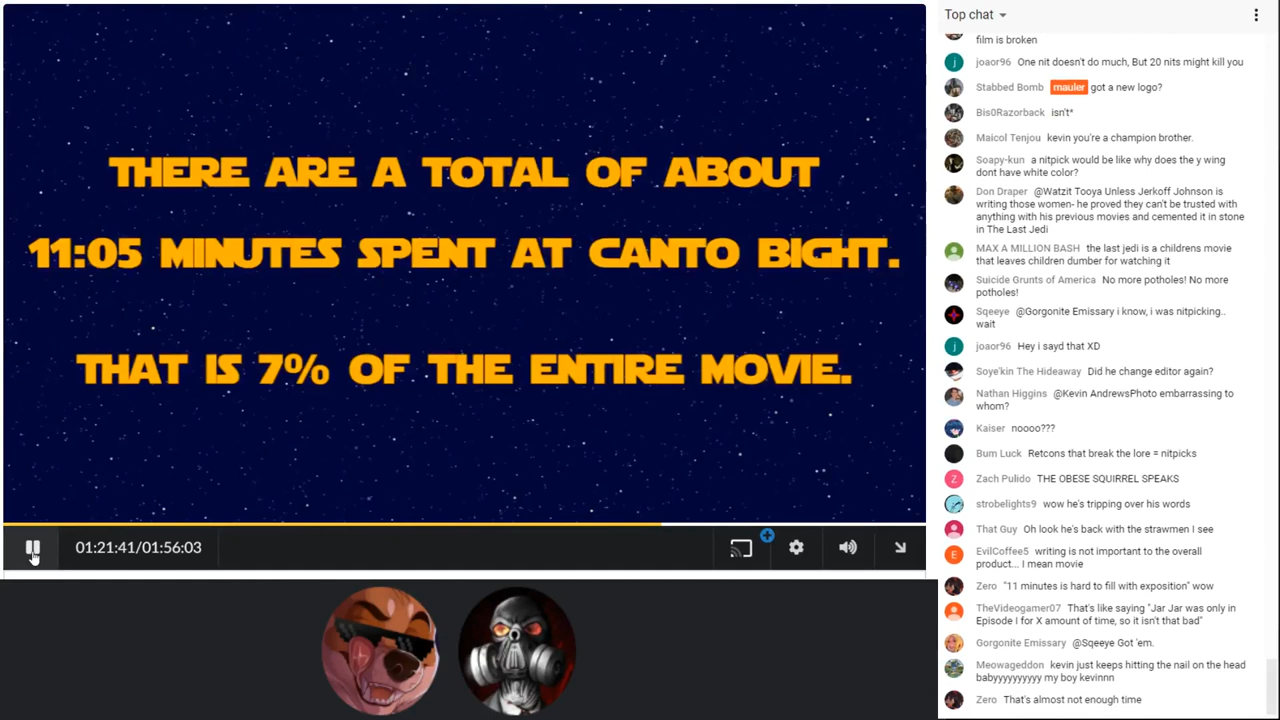 THERE ARE A TOTAL OF ABOUT
11:05 MINUTES SPENT AT CANTO BIGHT.
THAT IS 7% OF THE ENTIRE MOVIE.
01:21:41/01:56:03
Top chat
film is broken
joaor96 One nit doesn't do much, But 20 nits might kill you
Stabbed Bomb mauler got a new logo?
Bis0Razorback isn't*
Maicol Tenjou kevin you're a champion brother.
Soapy-kun a nitpick would be like why does the y wing
dont have white color?
Don Draper @Watzit Tooya Unless Jerkoff Johnson is
writing those women- he proved they can't be trusted with
anything with his previous movies and cemented it in stone
in The Last Jedi
MAX A MILLION BASH the last jedi is a childrens movie
that leaves children dumber for watching it
Suicide Grunts of America No more potholes! No more
potholes!
Sqeeye @Gorgonite Emissary i know, i was nitpicking..
wait
joaor96 Hey i sayd that XD
Soye'kin The Hideaway Did he change editor again?
Nathan Higgins @Kevin AndrewsPhoto embarrassing to
whom?
Kaiser noooo???
Bum Luck Retcons that break the lore = nitpicks
Zach Pulido THE OBESE SQUIRREL SPEAKS
strobelights9 wow he's tripping over his words
That Guy Oh look he's back with the strawmen I see
EvilCoffee5 writing is not important to the overall
product... I mean movie
Zero "11 minutes is hard to fill with exposition" wow
TheVideogamer07 That's like saying "Jar Jar was only in
Episode I for X amount of time, so it isn't that bad"
Gorgonite Emissary @Sqeeye Got 'em.
Meowageddon kevin just keeps hitting the nail on the head
babyyyyyyyyyy my boy kevinnn
Zero That's almost not enough time